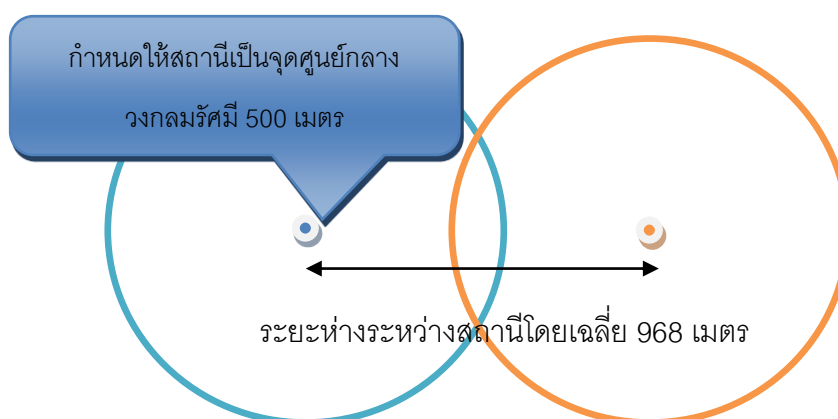 กำหนดให้สถานีเป็นจุดศูนย์กลาง
วงกลมรัศมี 500 เมตร
ระยะห่างระหว่างสถานีโดยเฉลี่ย 968 เมตร